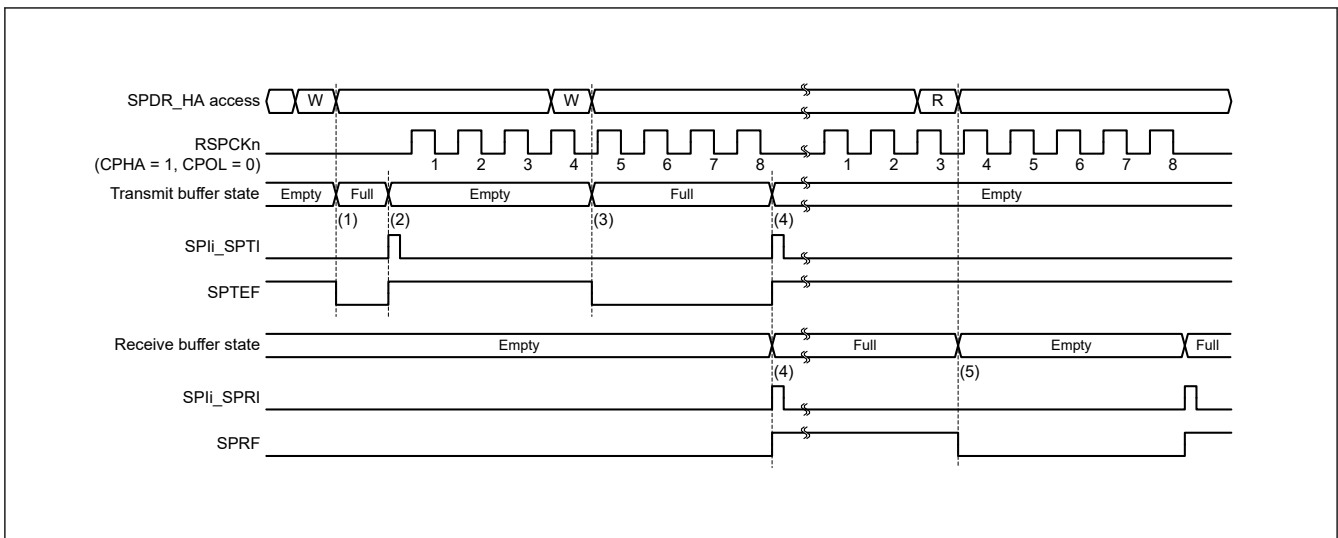 SPDR_HA access W W R
RSPCKn
(CPHA = 1, CPOL = 0)
1 2 3 4 5 6 7 8 1 2 3 4 5 6 7 8
Transmit buffer state Empty Full Empty Full Empty
(1) (2) (3) (4)
SPIi_SPTI
SPTEF
Receive buffer state Empty Full Empty Full
(4) (5)
SPIi_SPRI
SPRF